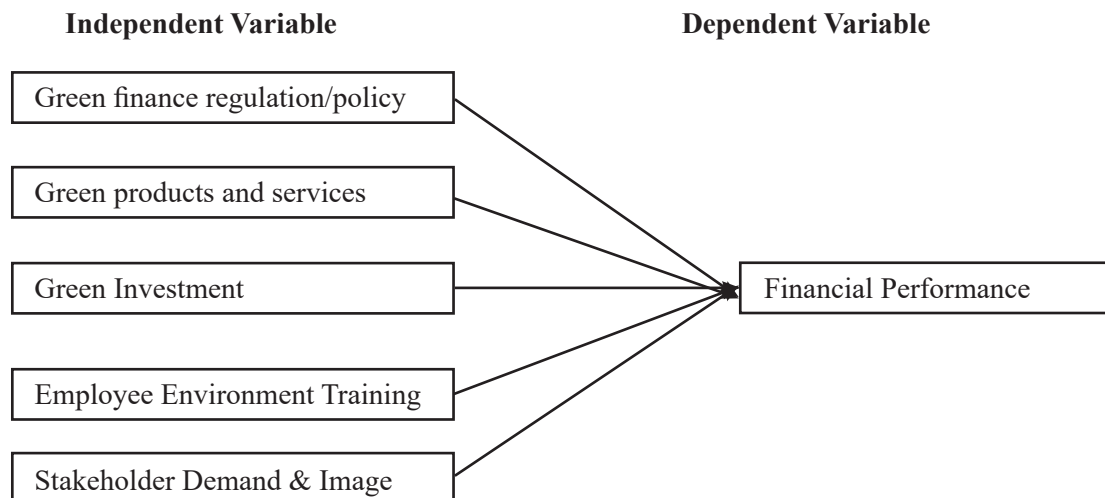 Independent Variable
Dependent Variable
Green finance regulation/policy
Green products and services
Green Investment
Financial Performance
Employee Environment Training
Stakeholder Demand & Image